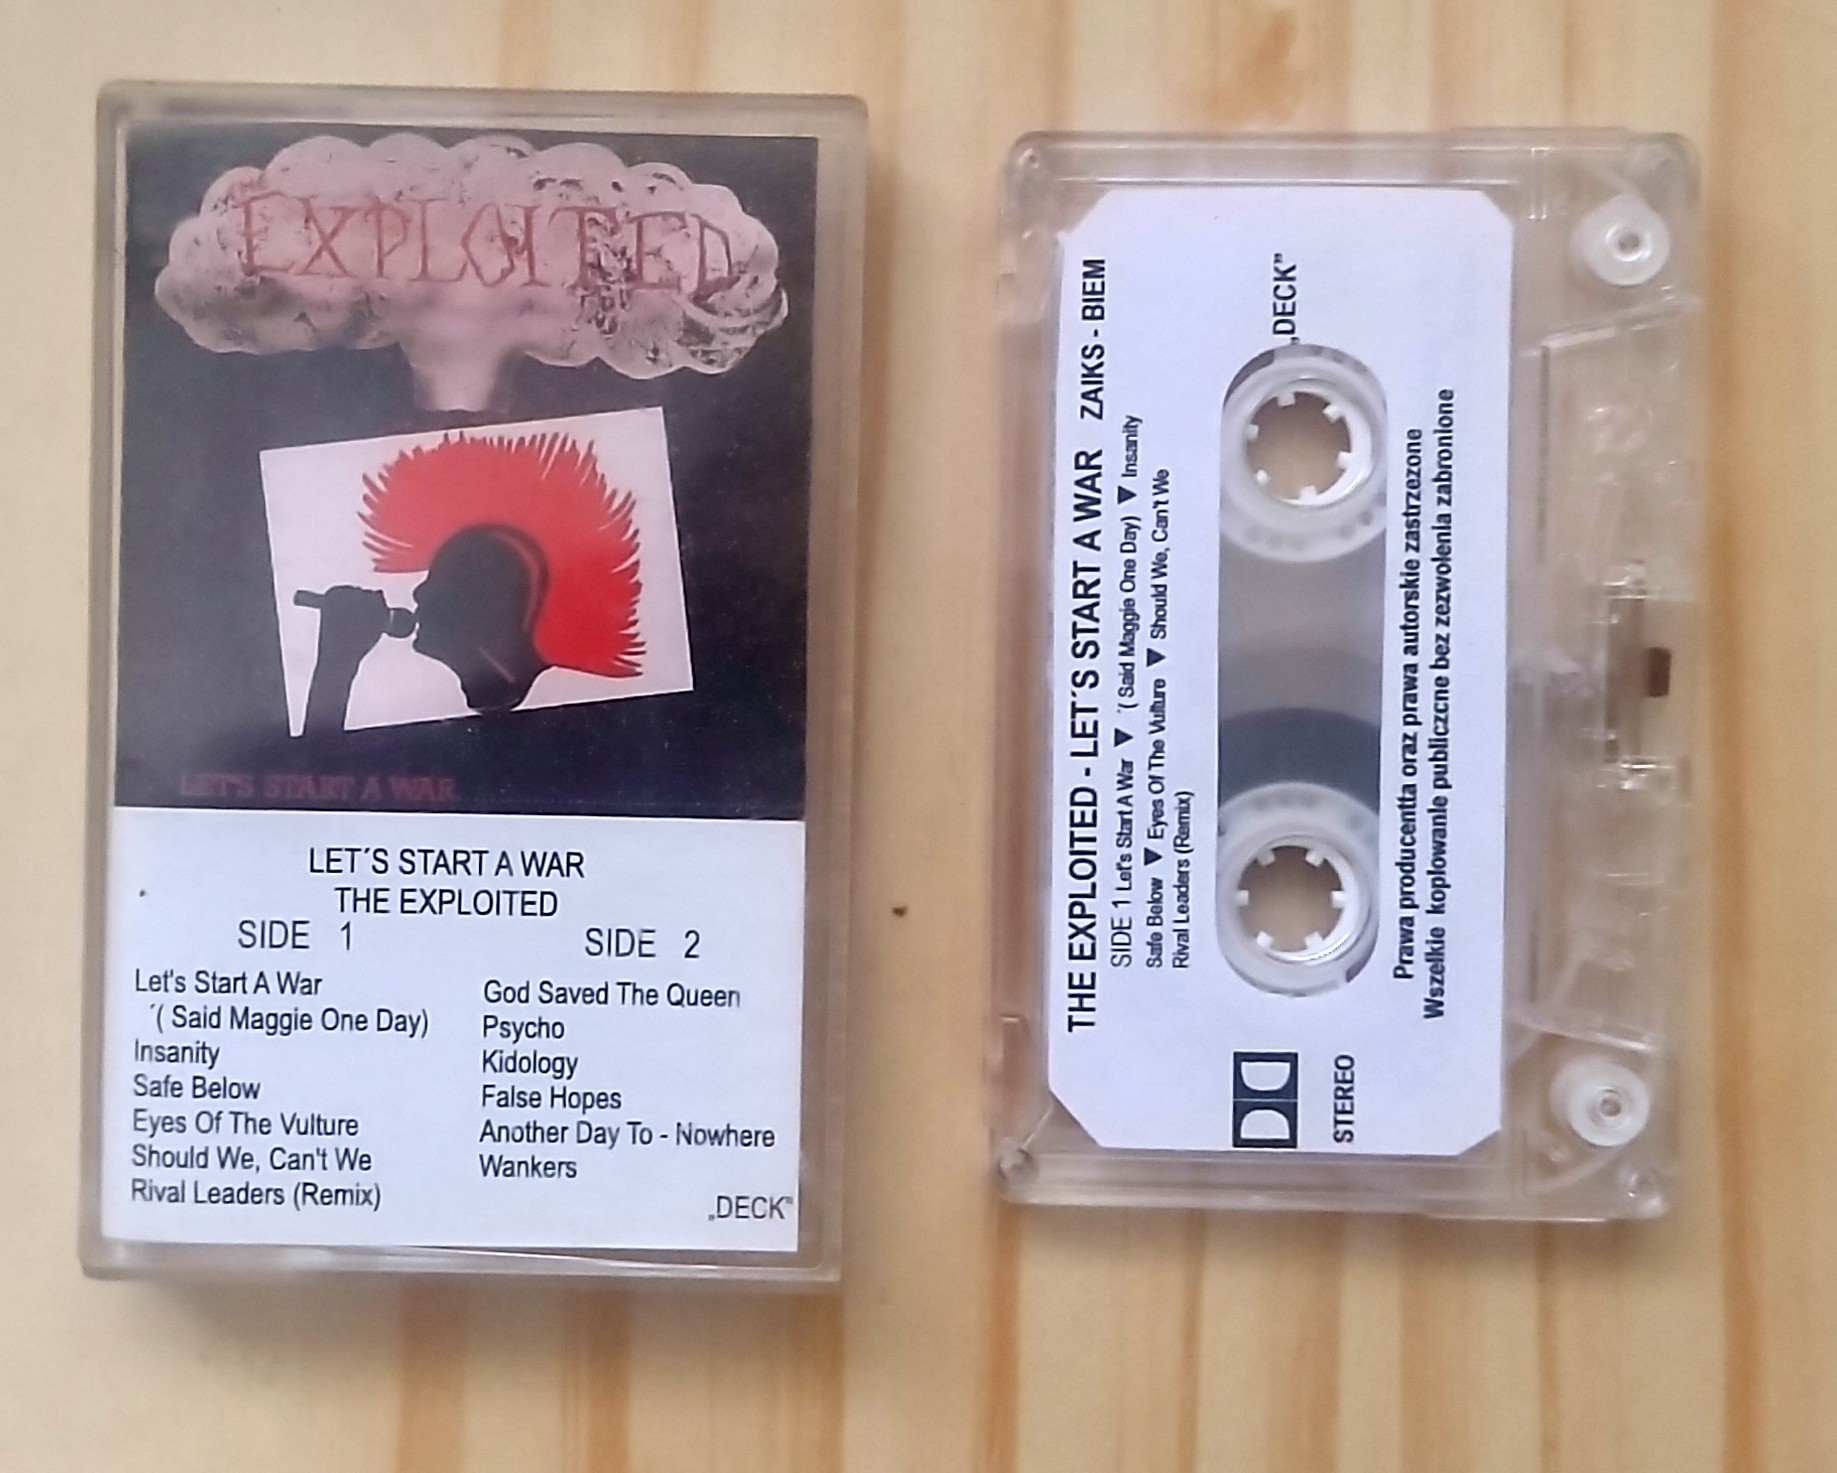 THE
EXPLOITED
LET'S START A WAR
LET´S START A WAR
THE EXPLOITED
SIDE 1
Let's Start A War
´( Said Maggie One Day)
Insanity
Safe Below
Eyes Of The Vulture
Should We, Can't We
Rival Leaders (Remix)
SIDE 2
God Saved The Queen
Psycho
Kidology
False Hopes
Another Day To - Nowhere
Wankers
„DECK”
THE EXPLOITED - LET´S START A WAR ZAIKS - BIEM
SIDE 1 Let's Start A War ▼ ´( Said Maggie One Day) ▼ Insanity
Safe Below ▼ Eyes Of The Vulture ▼ Should We, Can't We
Rival Leaders (Remix)
„DECK”
STEREO
Prawa producentta oraz prawa autorskie zastrzezone
Wszelkie koplowanle publiczcne bez zezwolenla zabronione